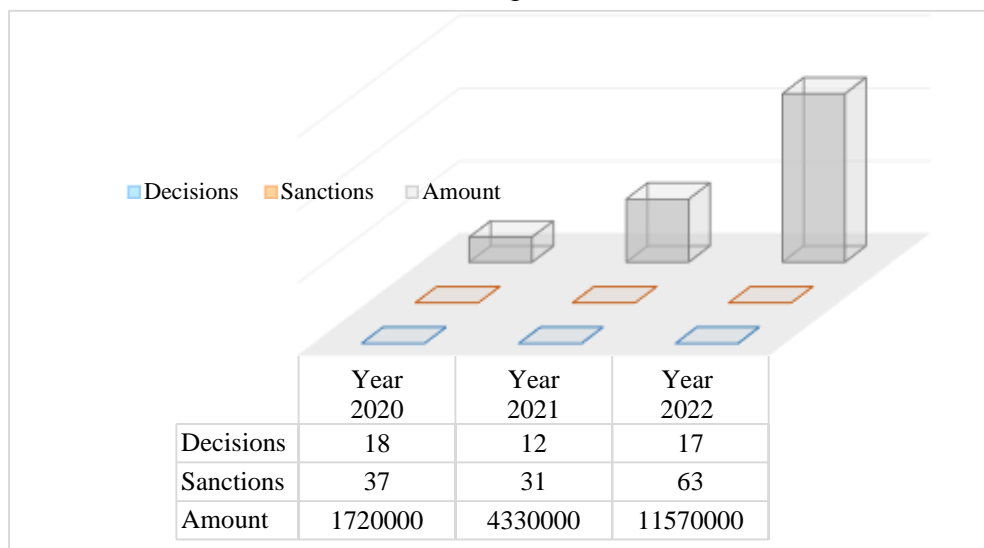 Decisions Sanctions Amount
Year Year Year
2020 2021 2022
Decisions 18 12 17
Sanctions 37 31 63
Amount 1720000 4330000 11570000